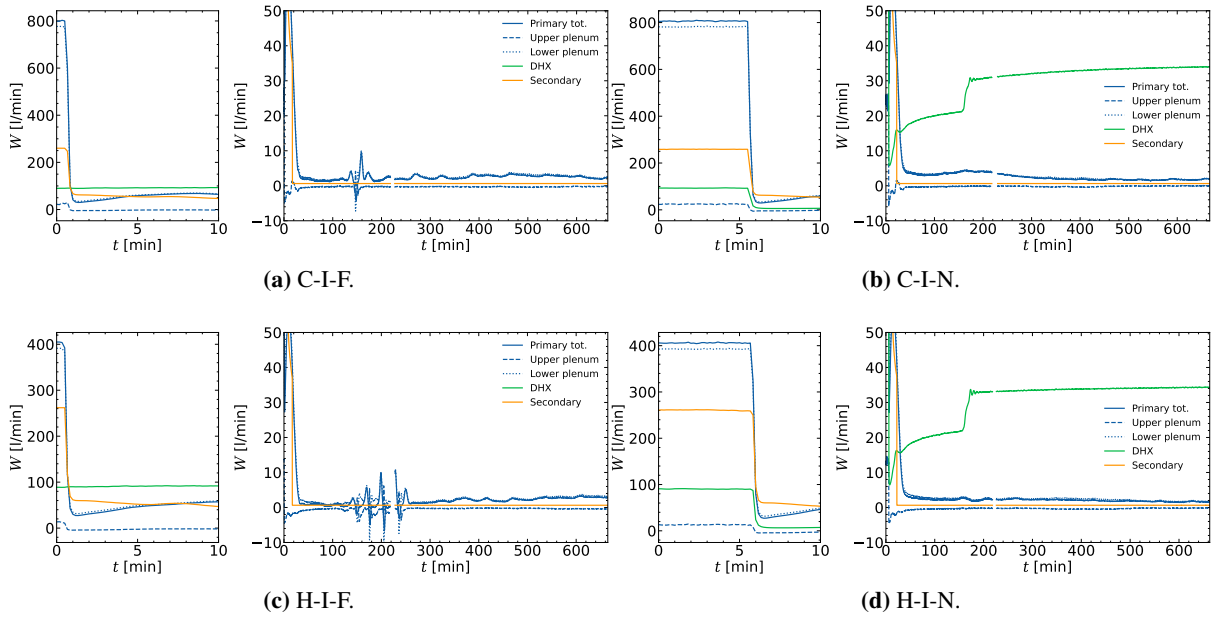 800
600
400
200
0
W [l/min]
0 5 10
t [min]
50
40
30
20
10
0
−10
W [l/min]
0 100 200 300 400 500 600
t [min]
Primary tot.
Upper plenum
Lower plenum
DHX
Secondary
(a) C-I-F.
800
600
400
200
0
W [l/min]
0 5 10
t [min]
50
40
30
20
10
0
−10
W [l/min]
0 100 200 300 400 500 600
t [min]
Primary tot.
Upper plenum
Lower plenum
DHX
Secondary
(b) C-I-N.
400
300
200
100
0
W [l/min]
0 5 10
t [min]
50
40
30
20
10
0
−10
W [l/min]
0 100 200 300 400 500 600
t [min]
Primary tot.
Upper plenum
Lower plenum
DHX
Secondary
(c) H-I-F.
400
300
200
100
0
W [l/min]
0 5 10
t [min]
50
40
30
20
10
0
−10
W [l/min]
0 100 200 300 400 500 600
t [min]
Primary tot.
Upper plenum
Lower plenum
DHX
Secondary
(d) H-I-N.